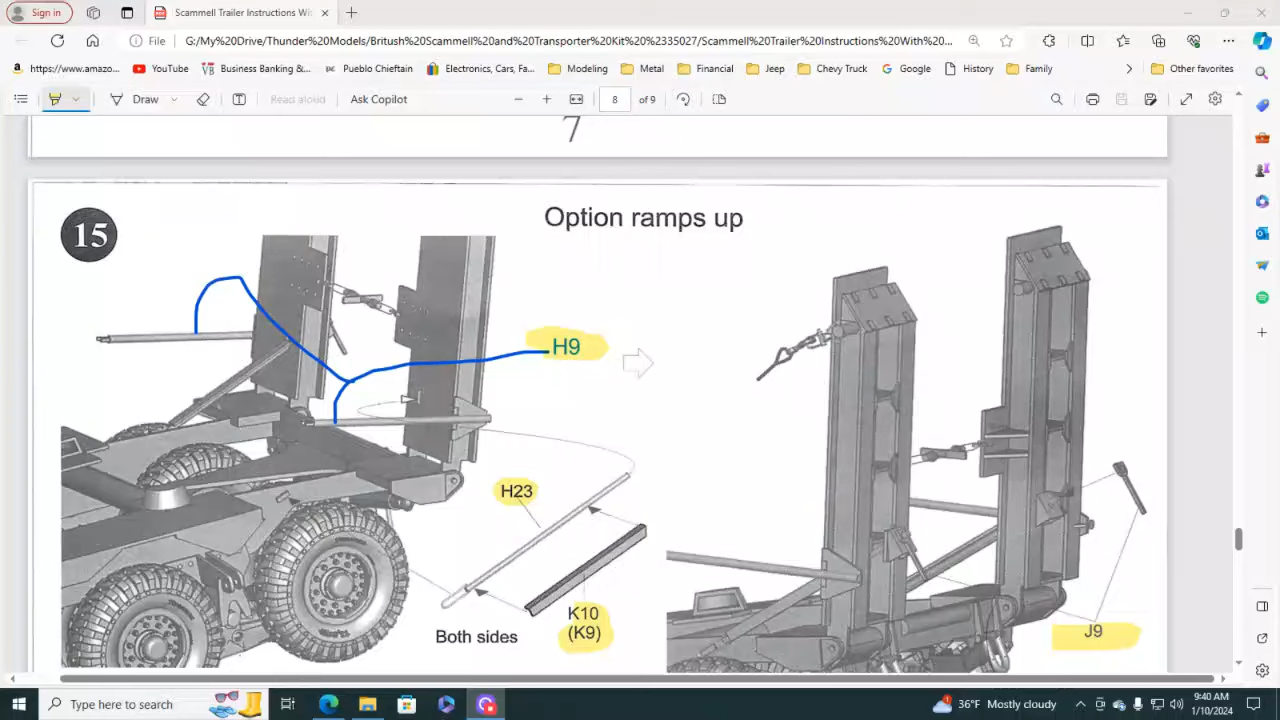 Sign in
Scammell Trailer Instructions Wi
File
G:/My%20Drive/Thunder%20Models/Britush%20Scammell%20and%20Transporter%20Kit%20%2335027/Scammell%20Trailer%20Instructions%20With%20...
https://www.amazo...
YouTube
Business Banking &...
Pueblo Chieftain
Electronics, Cars, Fa...
Modeling
Metal
Financial
Jeep
Chevy Truck
Google
History
Family
Other favorites
Draw
Read aloud
Ask Copilot
8
of 9
7
15
Option ramps up
H9
H23
K10
(K9)
Both sides
J9
Type here to search
36°F Mostly cloudy
9:40 AM
1/10/2024